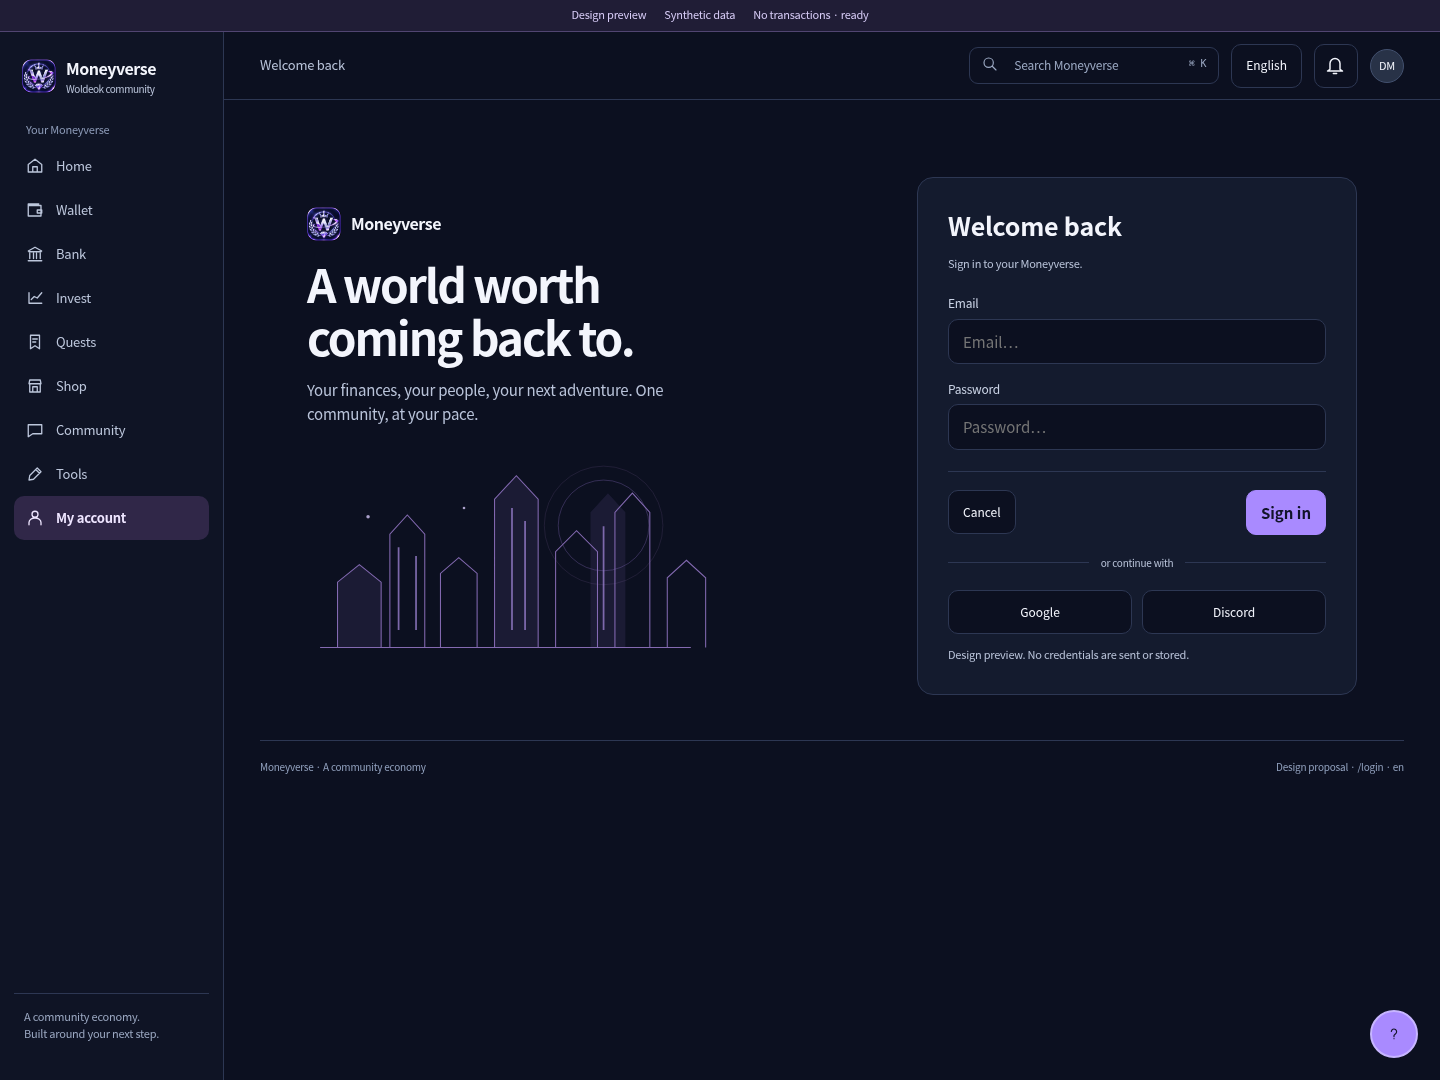 Design preview Synthetic data No transactions · ready
Moneyverse
Woldeok community
Your Moneyverse
Home
Wallet
Bank
Invest
Quests
Shop
Community
Tools
My account
A community economy.
Built around your next step.
Welcome back
Search Moneyverse ⌘ K
English
DM
Moneyverse
A world worth
coming back to.
Your finances, your people, your next adventure. One
community, at your pace.
Welcome back
Sign in to your Moneyverse.
Email
Email…
Password
Password…
Cancel
Sign in
or continue with
Google
Discord
Design preview. No credentials are sent or stored.
Moneyverse · A community economy
Design proposal · /login · en
?